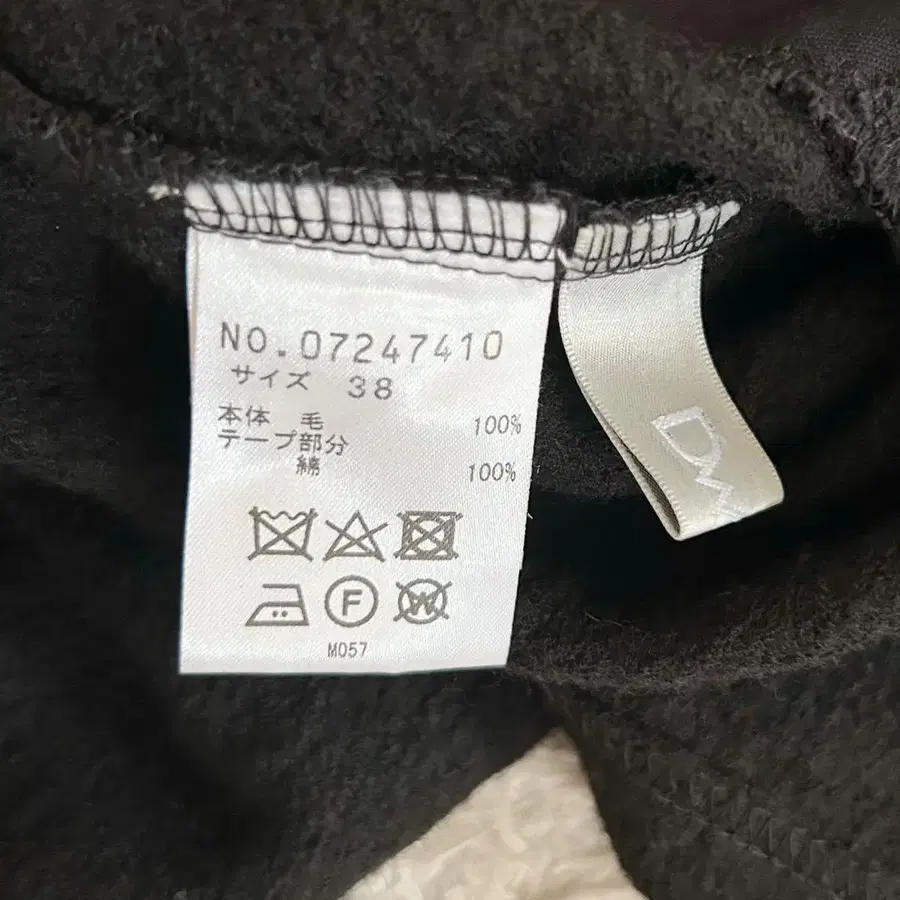 NO.07247410
サイズ 38
本体 毛 100%
テープ部分
綿 100%
F
W
M057